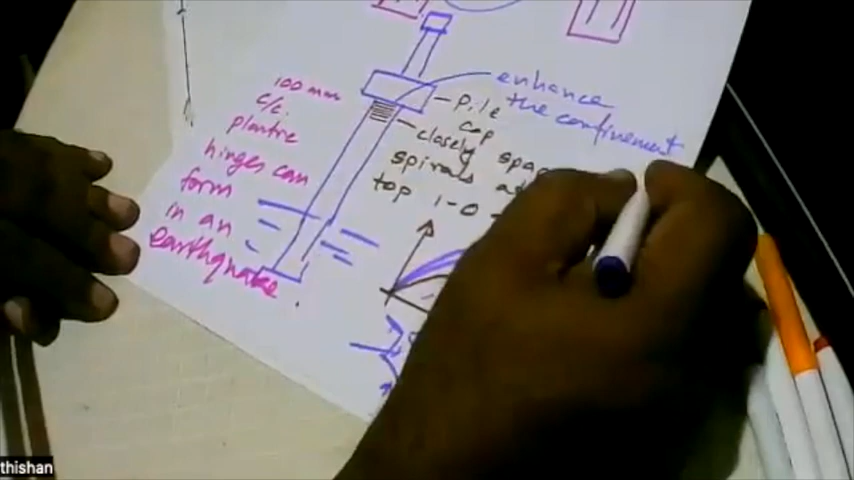 100 mm
c/c.
plastic
hinges can
form
in an
earthquake
enhance
the confinement
pile
cap
closely spa
spirals
top 1-0
thishan